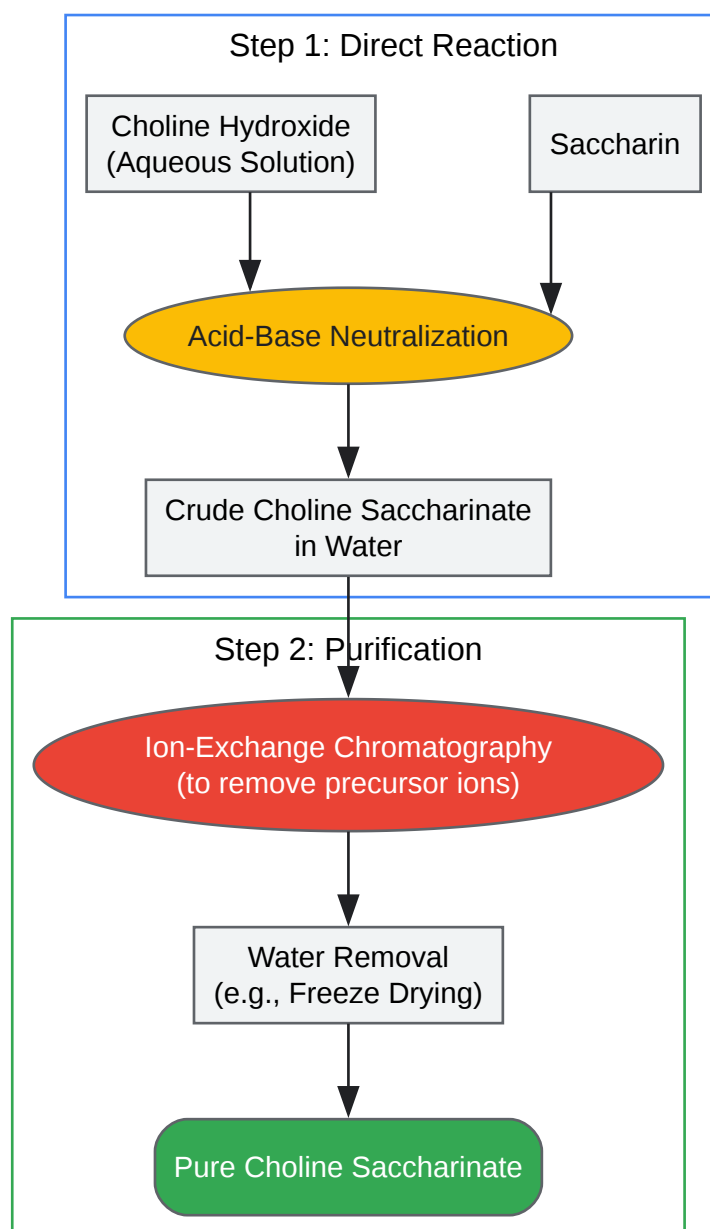 Step 1: Direct Reaction
Choline Hydroxide
(Aqueous Solution)
Saccharin
Acid-Base Neutralization
Crude Choline Saccharinate
in Water
Step 2: Purification
Ion-Exchange Chromatography
(to remove precursor ions)
Water Removal
(e.g., Freeze Drying)
Pure Choline Saccharinate